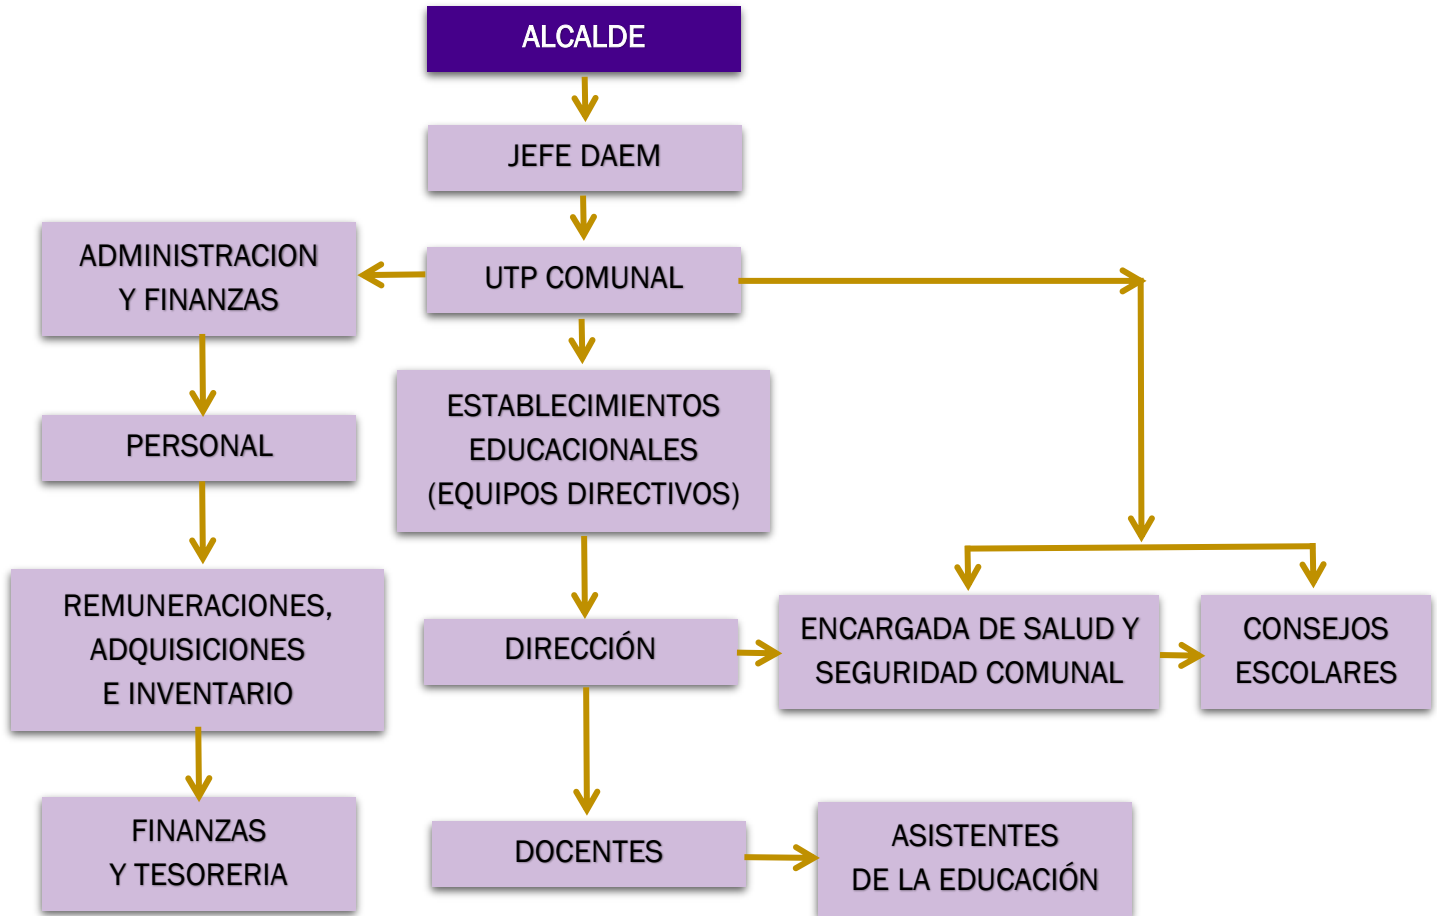 ALCALDE
JEFE DAEM
UTP COMUNAL
ADMINISTRACION
Y FINANZAS
PERSONAL
REMUNERACIONES,
ADQUISICIONES
E INVENTARIO
FINANZAS
Y TESORERIA
ESTABLECIMIENTOS
EDUCACIONALES
(EQUIPOS DIRECTIVOS)
DIRECCIÓN
ENCARGADA DE SALUD Y
SEGURIDAD COMUNAL
CONSEJOS
ESCOLARES
DOCENTES
ASISTENTES
DE LA EDUCACIÓN